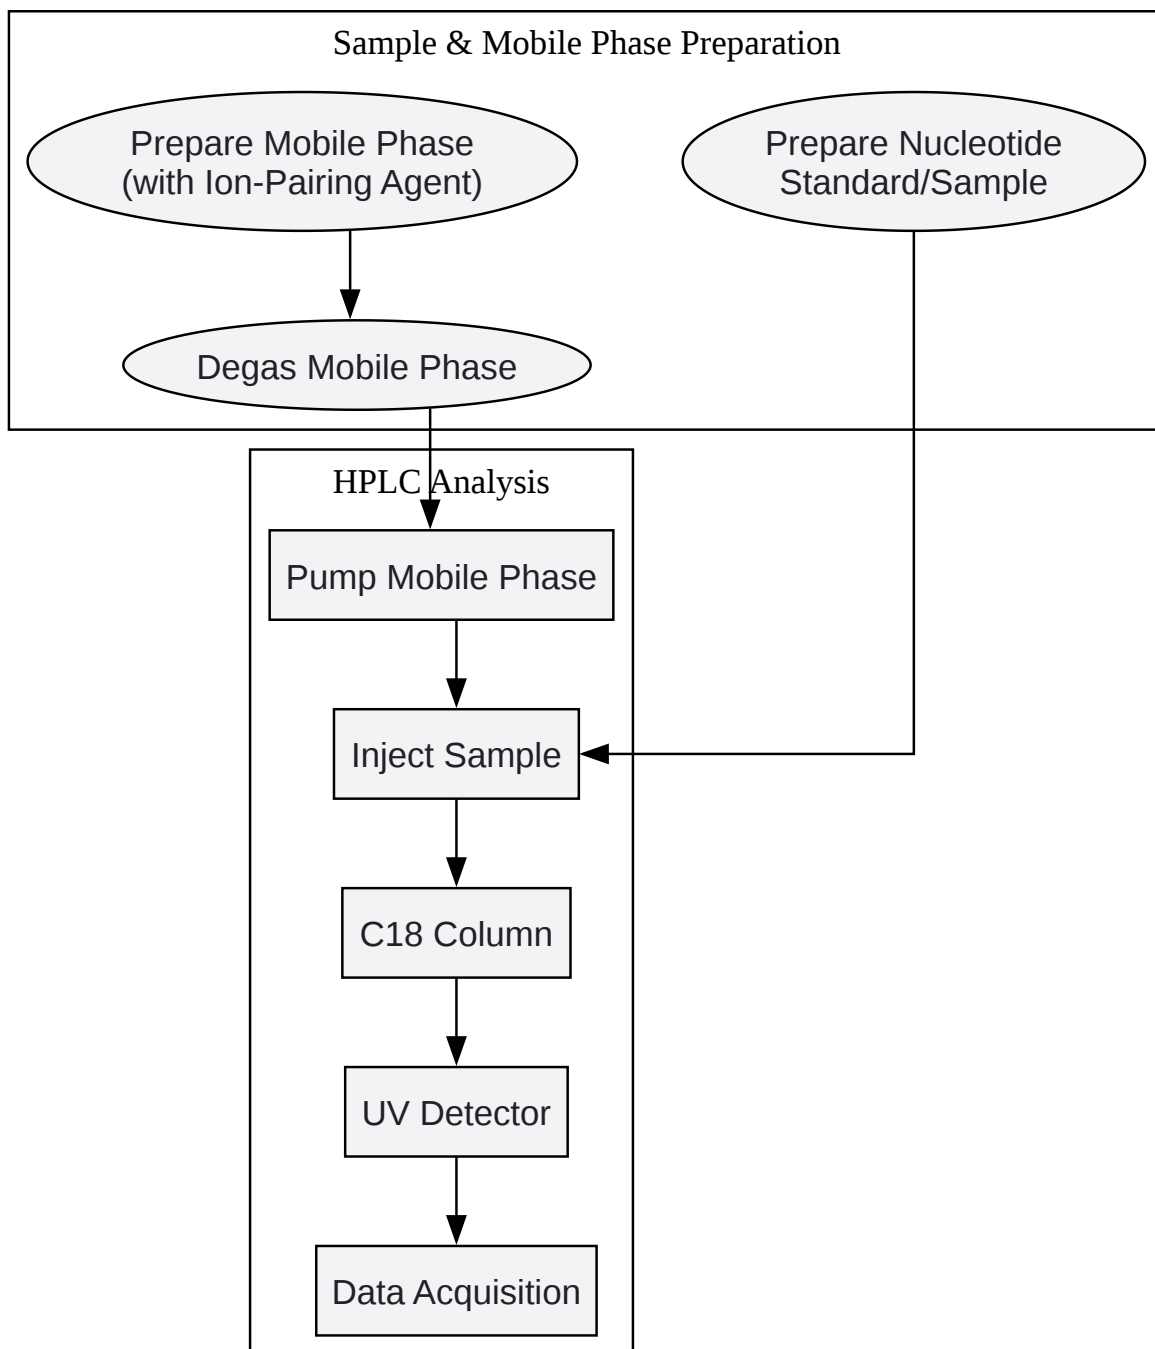 Sample & Mobile Phase Preparation
Prepare Mobile Phase
(with Ion-Pairing Agent)
Prepare Nucleotide
Standard/Sample
Degas Mobile Phase
HPLC Analysis
Pump Mobile Phase
Inject Sample
C18 Column
UV Detector
Data Acquisition